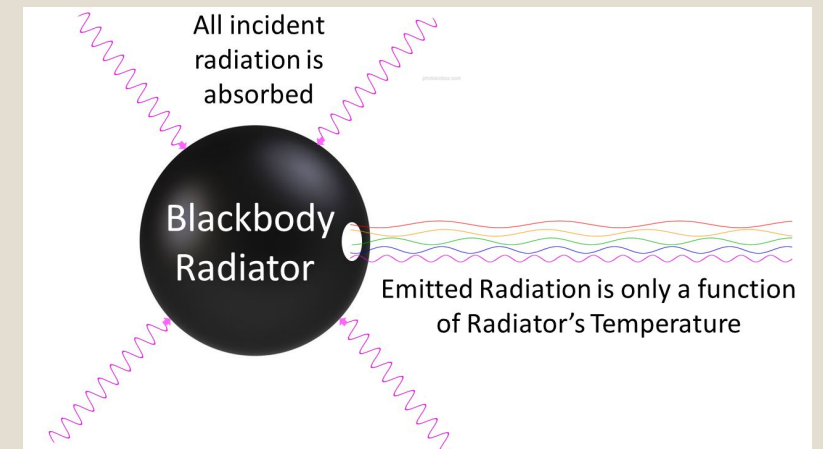 All incident
radiation is
absorbed
Blackbody
Radiator
Emitted Radiation is only a function
of Radiator's Temperature